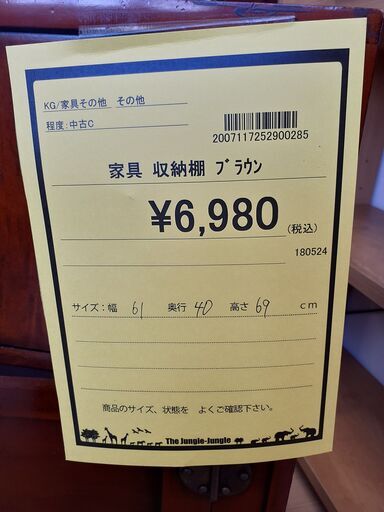 KG/家具その他 その他
程度:中古C
2007117252900285
家具 収納棚 ﾌﾞﾗｳﾝ
¥6,980(税込)
180524
サイズ:幅 61 奥行 40 高さ 69 cm
商品のサイズ、状態を よくご確認下さい。
The Jungle-Jungle